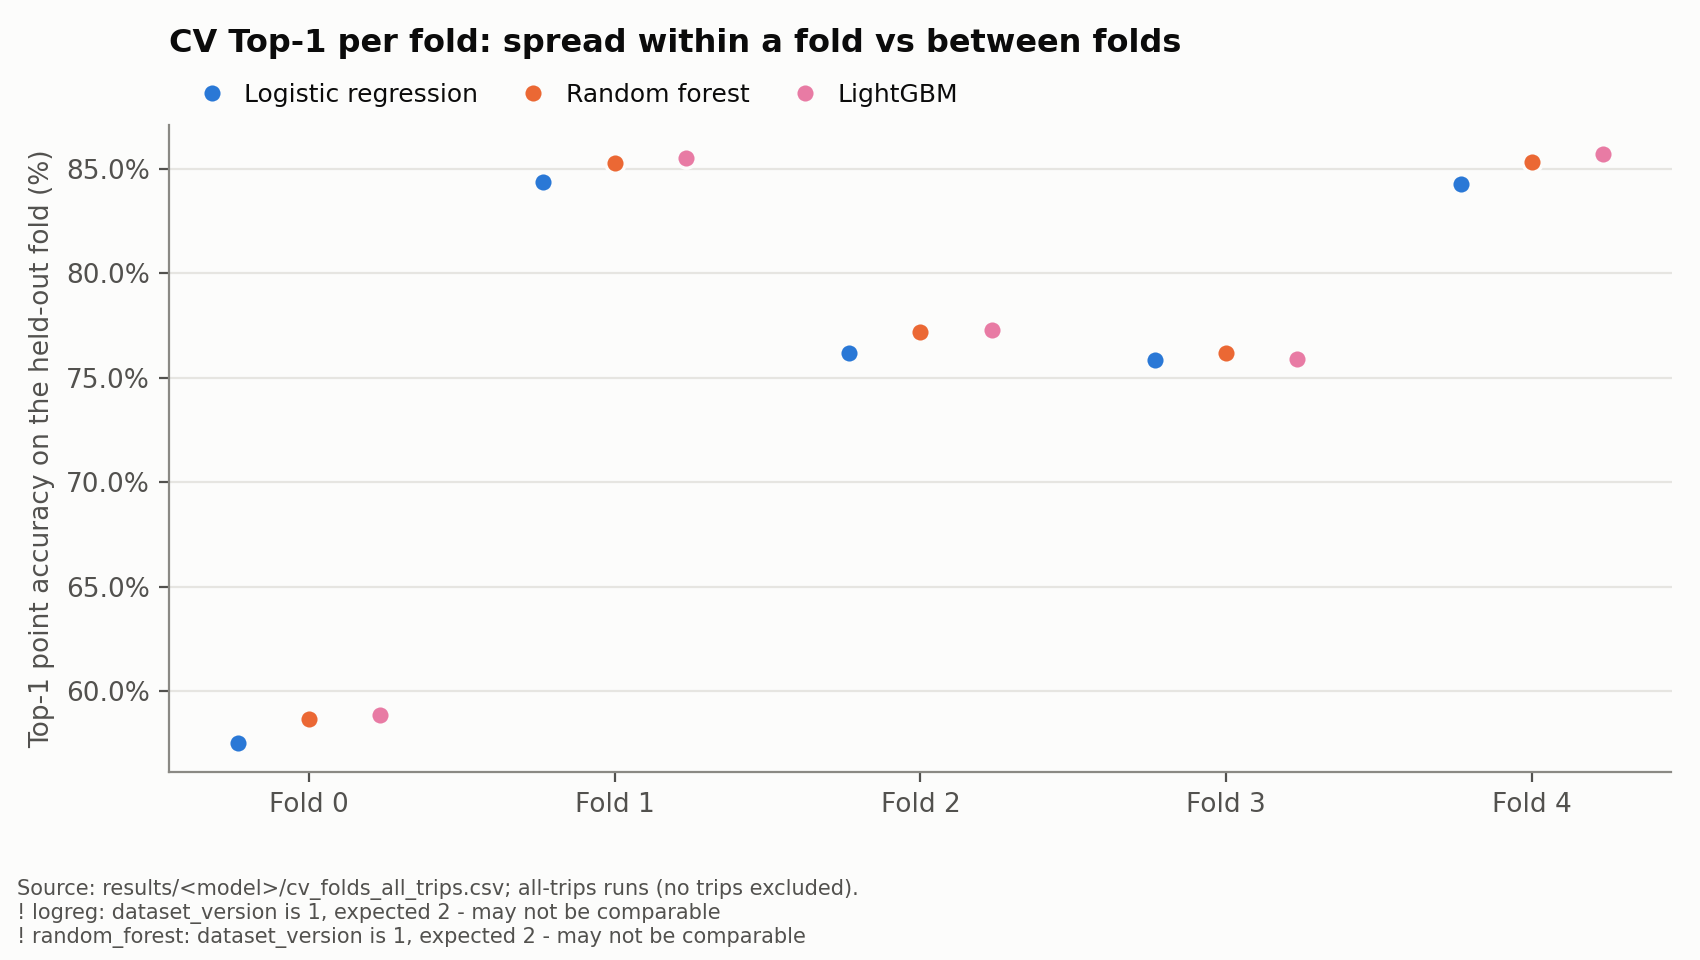 CV Top-1 per fold: spread within a fold vs between folds
Logistic regression
Random forest
LightGBM
Top-1 point accuracy on the held-out fold (%)
85.0%
80.0%
75.0%
70.0%
65.0%
60.0%
Fold 0
Fold 1
Fold 2
Fold 3
Fold 4
Source: results/<model>/cv_folds_all_trips.csv; all-trips runs (no trips excluded).
! logreg: dataset_version is 1, expected 2 - may not be comparable
! random_forest: dataset_version is 1, expected 2 - may not be comparable